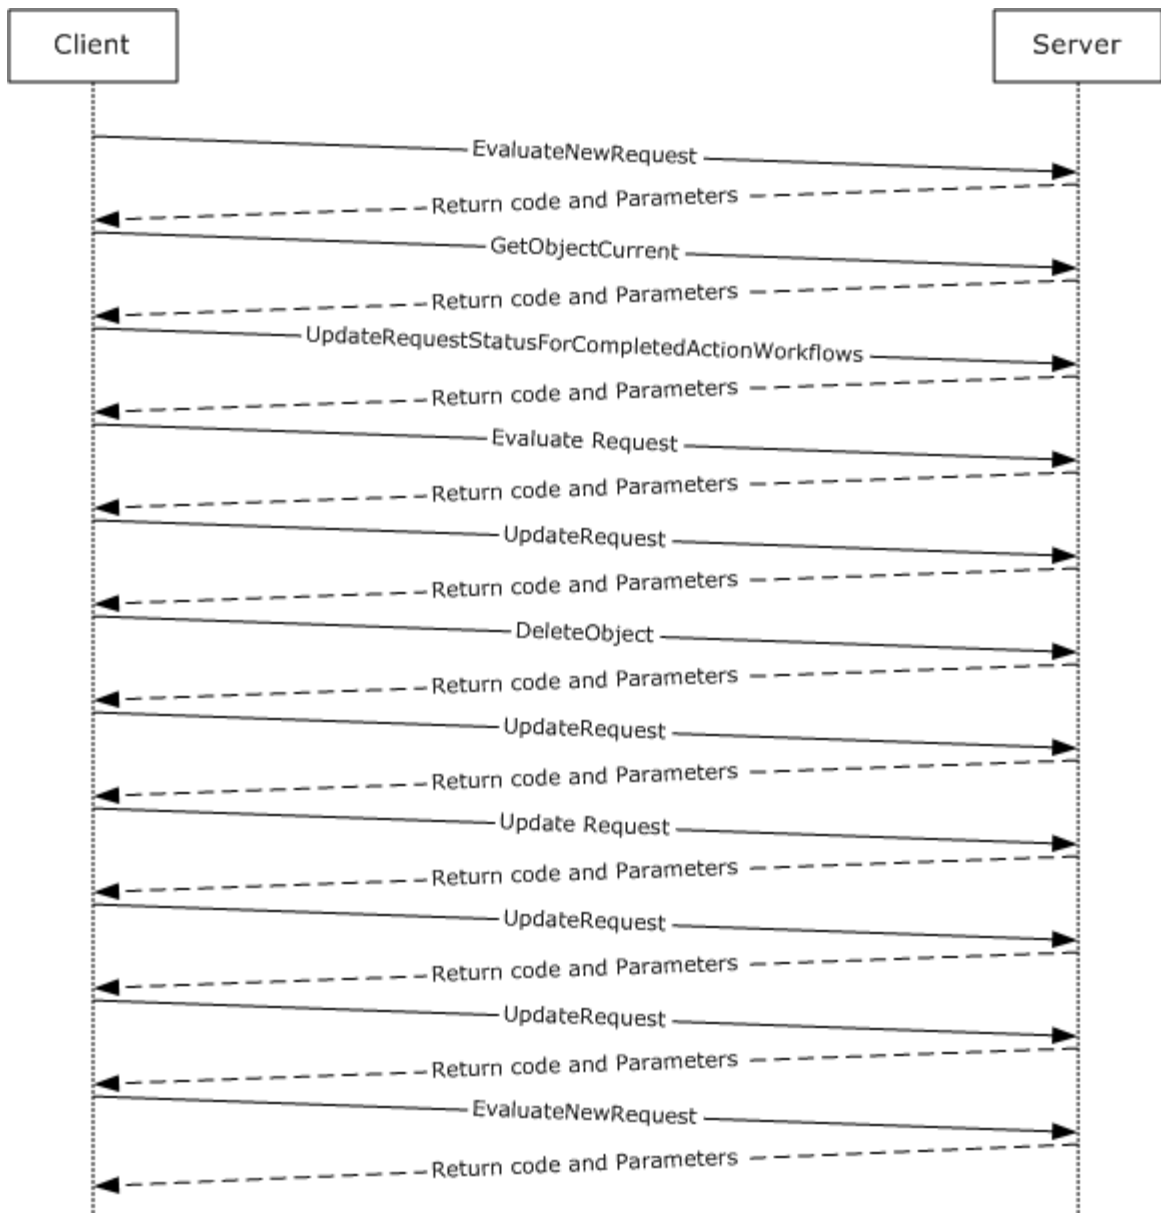 Client
Server
EvaluateNewRequest
Return code and Parameters
GetObjectCurrent
Return code and Parameters
UpdateRequestStatusForCompletedActionWorkflows
Return code and Parameters
Evaluate Request
Return code and Parameters
UpdateRequest
Return code and Parameters
DeleteObject
Return code and Parameters
UpdateRequest
Return code and Parameters
Update Request
Return code and Parameters
UpdateRequest
Return code and Parameters
UpdateRequest
Return code and Parameters
EvaluateNewRequest
Return code and Parameters